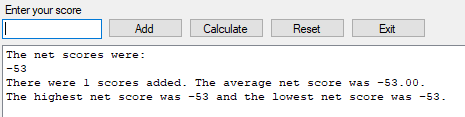 Enter your score
Add Calculate Reset Exit
The net scores were:
-53
There were 1 scores added. The average net score was -53.00.
The highest net score was -53 and the lowest net score was -53.